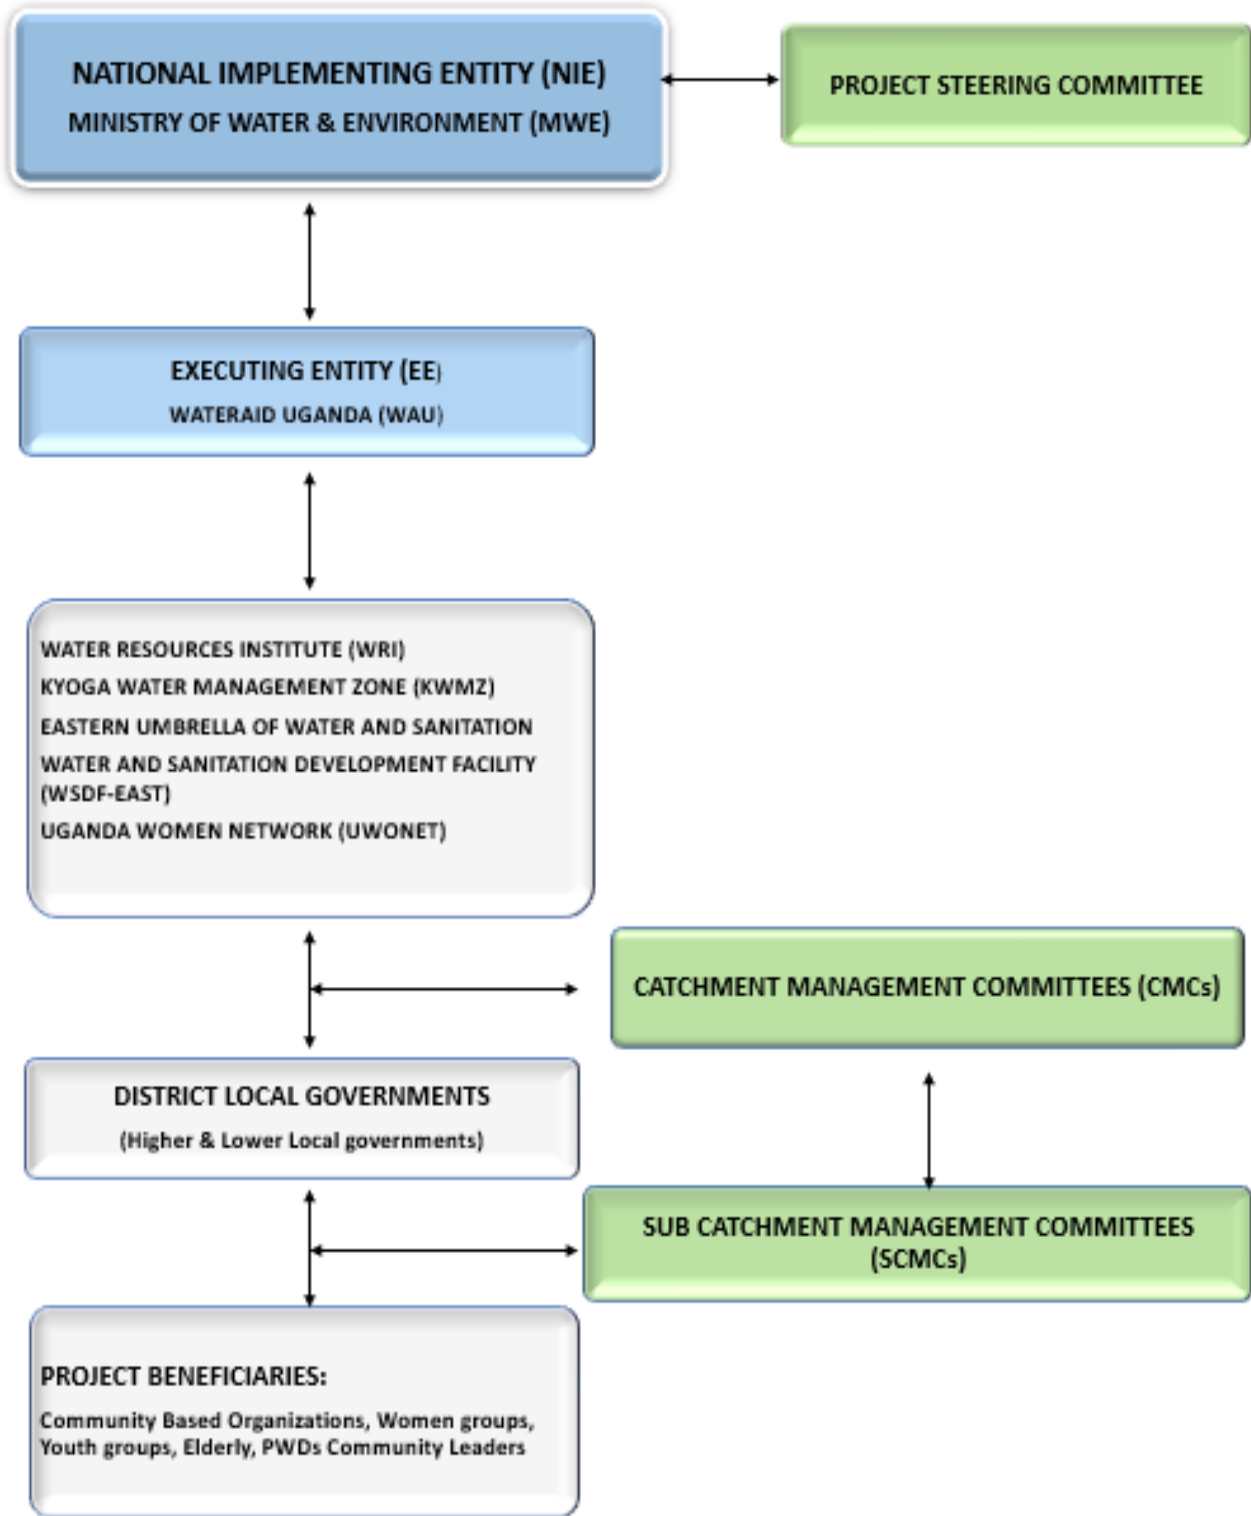 NATIONAL IMPLEMENTING ENTITY (NIE)
MINISTRY OF WATER & ENVIRONMENT (MWE)
PROJECT STEERING COMMITTEE
EXECUTING ENTITY (EE)
WATERAID UGANDA (WAU)
WATER RESOURCES INSTITUTE (WRI)
KYOGA WATER MANAGEMENT ZONE (KWMZ)
EASTERN UMBRELLA OF WATER AND SANITATION
WATER AND SANITATION DEVELOPMENT FACILITY
(WSDF-EAST)
UGANDA WOMEN NETWORK (UWONET)
CATCHMENT MANAGEMENT COMMITTEES (CMCs)
DISTRICT LOCAL GOVERNMENTS
(Higher & Lower Local governments)
SUB CATCHMENT MANAGEMENT COMMITTEES
(SCMCs)
PROJECT BENEFICIARIES:
Community Based Organizations, Women groups,
Youth groups, Elderly, PWDs Community Leaders